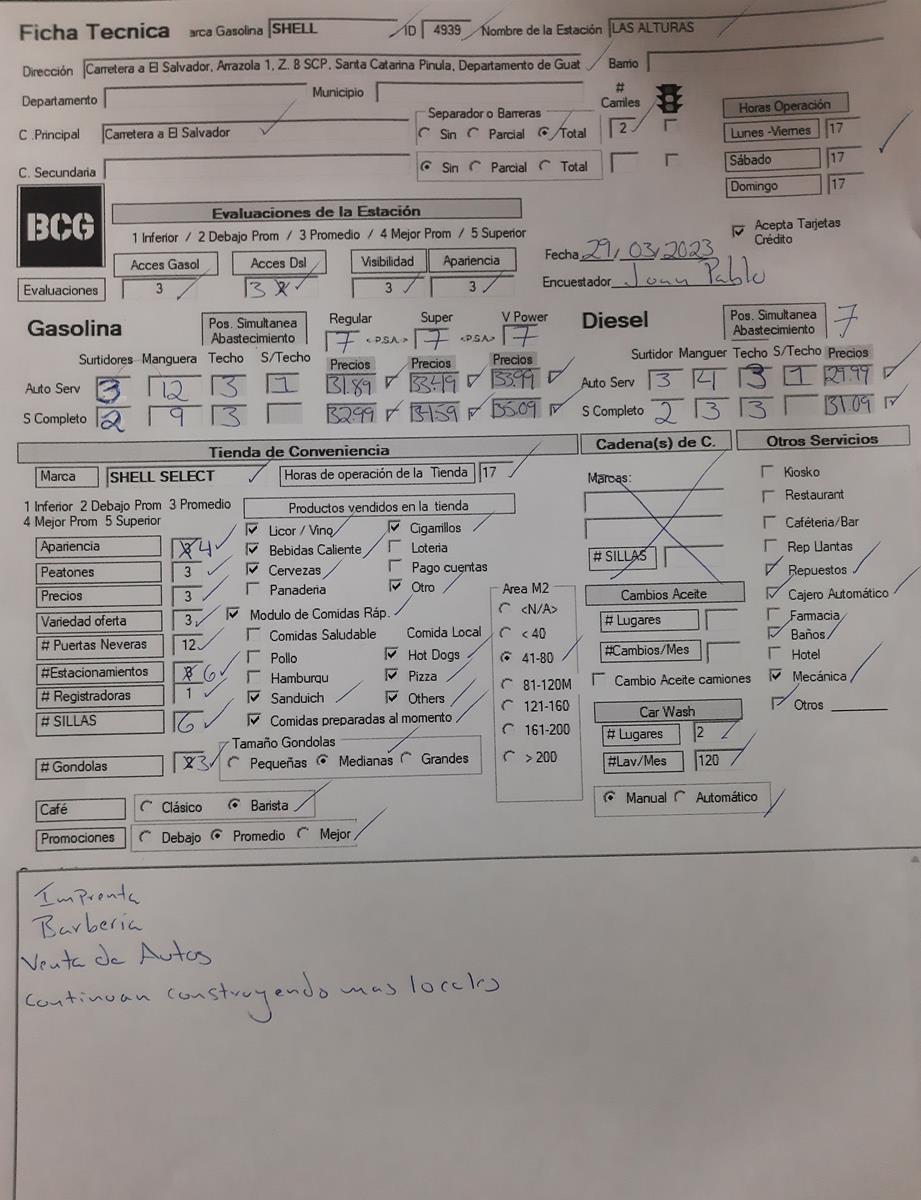 Ficha Tecnica arca Gasolina SHELL ID 4939 Nombre de la Estación LAS ALTURAS
Dirección Carretera a El Salvador, Arrazola 1, Z. 8 SCP, Santa Catarina Pinula, Departamento de Guat Barrio
Departamento Municipio # Carriles
C .Principal Carretera a El Salvador Separador o Barreras Sin Parcial Total 2
C. Secundaria Sin Parcial Total
Horas Operación
Lunes -Viernes 17
Sábado 17
Domingo 17
BCG
Evaluaciones de la Estación
1 Inferior / 2 Debajo Prom / 3 Promedio / 4 Mejor Prom / 5 Superior
Acepta Tarjetas Crédito
Fecha 29/03/2023
Encuestador Joan Pablo
Acces Gasol Acces Dsl Visibilidad Apariencia
Evaluaciones 3 3 3 3
Gasolina Pos. Simultanea Abastecimiento Regular 7 <P.S.A.> Super 7 <P.S.A> V Power 7
Surtidores Manguera Techo S/Techo Precios Precios Precios
Auto Serv 3 12 3 1 31.89 33.49 33.99
S Completo 2 9 3 32.99 34.59 35.09
Diesel Pos. Simultanea Abastecimiento 7
Surtidor Manguer Techo S/Techo Precios
Auto Serv 3 4 3 1 29.99
S Completo 2 3 3 31.09
Tienda de Conveniencia
Marca SHELL SELECT Horas de operación de la Tienda 17
1 Inferior 2 Debajo Prom 3 Promedio
4 Mejor Prom 5 Superior
Apariencia 4
Peatones 3
Precios 3
Variedad oferta 3
# Puertas Neveras 12
#Estacionamientos 6
# Registradoras 1
# SILLAS 6
# Gondolas 3
Productos vendidos en la tienda
Licor / Vino Cigarrillos
Bebidas Caliente Loteria
Cervezas Pago cuentas
Panaderia Otro
Modulo de Comidas Ráp.
Comidas Saludable Comida Local
Pollo Hot Dogs
Hamburqu Pizza
Sanduich Others
Comidas preparadas al momento
Tamaño Gondolas
Pequeñas Medianas Grandes
Area M2
<N/A>
< 40
41-80
81-120M
121-160
161-200
> 200
Café Clásico Barista
Promociones Debajo Promedio Mejor
Cadena(s) de C.
Marcas:
# SILLAS
Cambios Aceite
# Lugares
#Cambios/Mes
Cambio Aceite camiones
Car Wash
# Lugares 2
#Lav/Mes 120
Manual Automático
Otros Servicios
Kiosko
Restaurant
Caféteria/Bar
Rep Llantas
Repuestos
Cajero Automático
Farmacia
Baños
Hotel
Mecánica
Otros
Imprenta
Barberia
Venta de Autos
Continuan construyendo mas locales